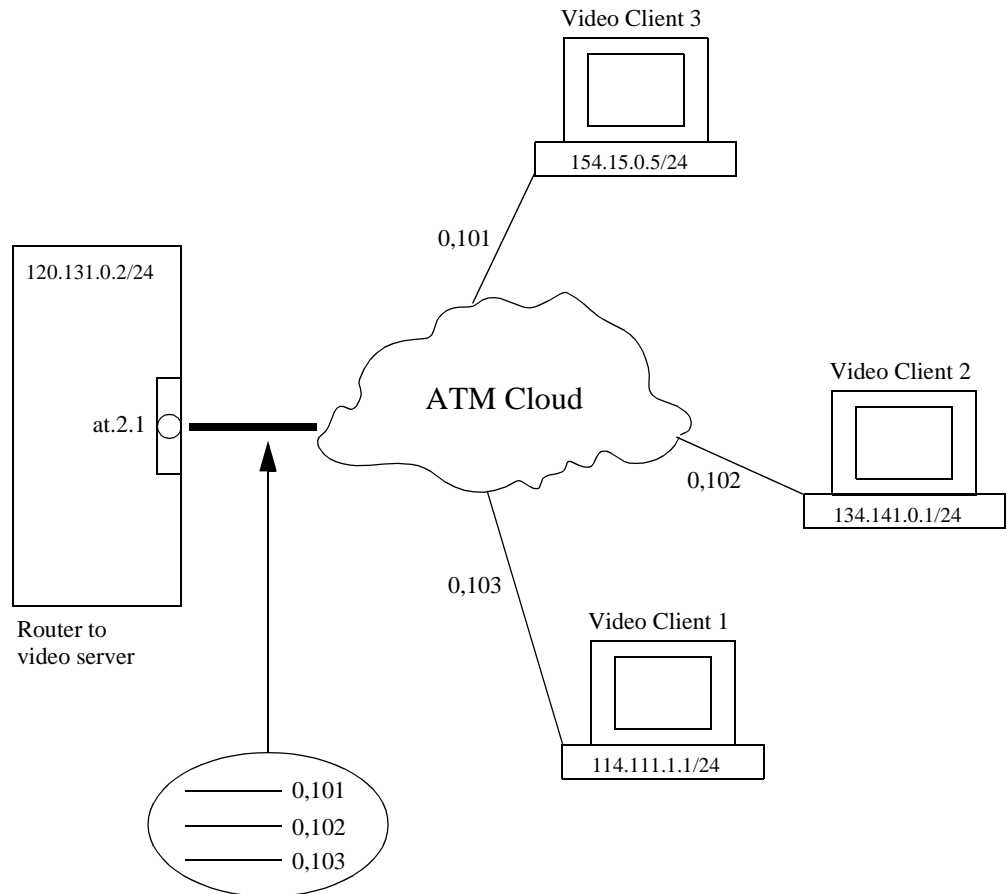 Video Client 3
154.15.0.5/24
0,101
120.131.0.2/24
at.2.1
ATM Cloud
Video Client 2
0,102
134.141.0.1/24
0,103
Video Client 1
114.111.1.1/24
Router to
video server
0,101
0,102
0,103